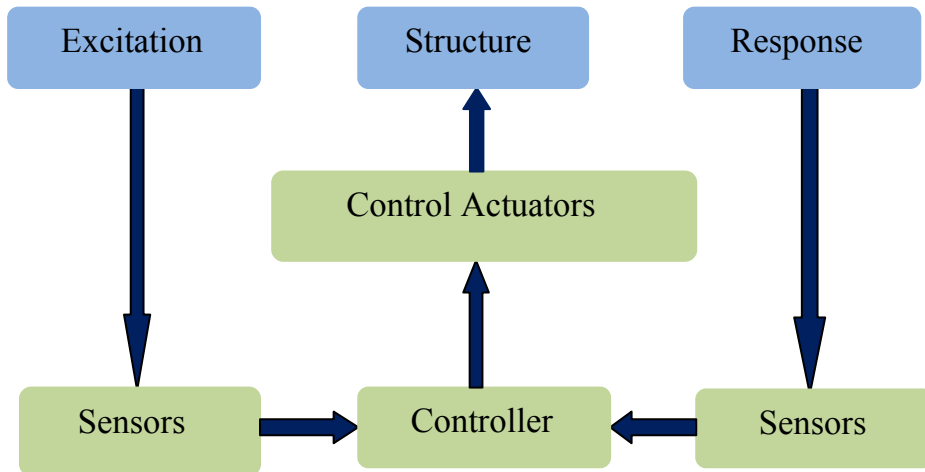 Excitation
Structure
Response
Control Actuators
Sensors
Controller
Sensors